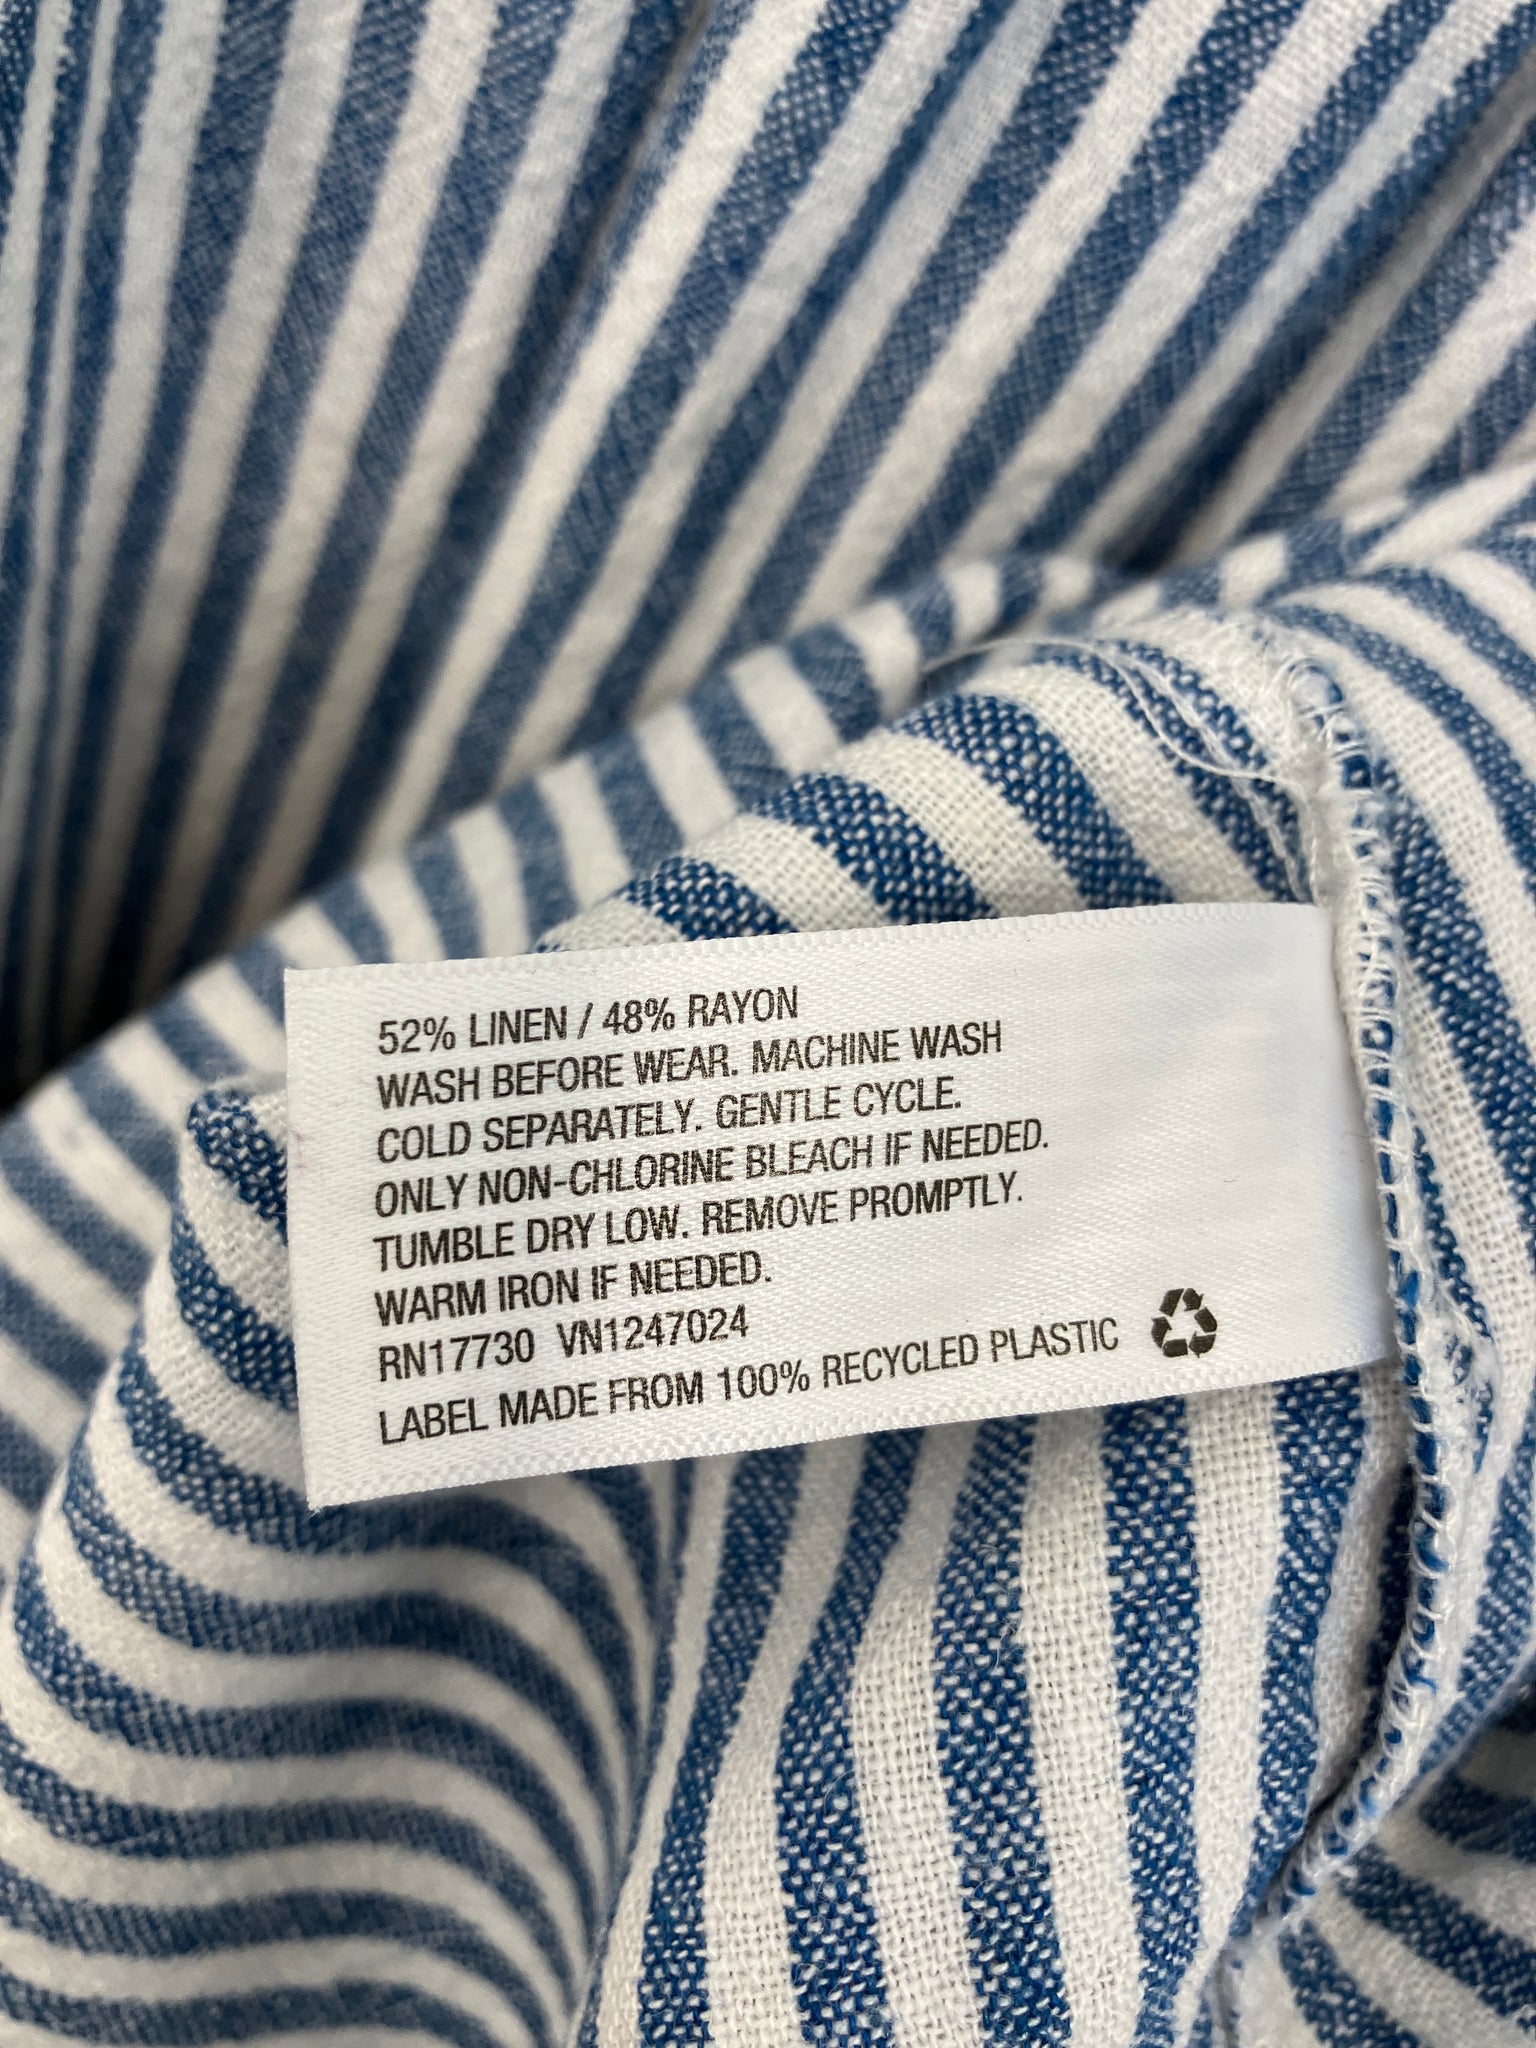 52% LINEN / 48% RAYON
WASH BEFORE WEAR. MACHINE WASH
COLD SEPARATELY. GENTLE CYCLE.
ONLY NON-CHLORINE BLEACH IF NEEDED.
TUMBLE DRY LOW. REMOVE PROMPTLY.
WARM IRON IF NEEDED.
RN17730 VN1247024
LABEL MADE FROM 100% RECYCLED PLASTIC